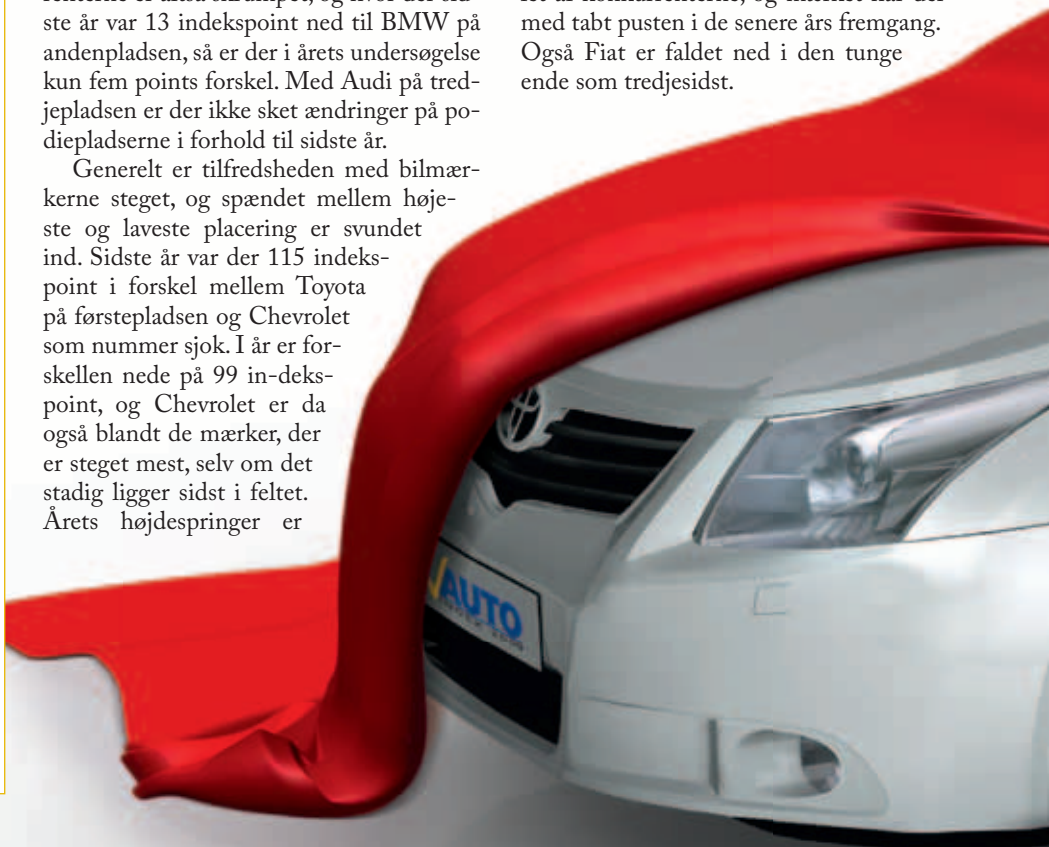 ste år var 13 indekspoint ned til BMW på
andenpladsen, så er der i årets undersøgelse
kun fem points forskel. Med Audi på tred-
jepladsen er der ikke sket ændringer på po-
diepladserne i forhold til sidste år.
Generelt er tilfredsheden med bilmær-
kerne steget, og spændet mellem høje-
ste og laveste placering er svundet
ind. Sidste år var der 115 indeks-
point i forskel mellem Toyota
på førstepladsen og Chevrolet
som nummer sjok. I år er for-
skellen nede på 99 in-deks-
point, og Chevrolet er da
også blandt de mærker, der
er steget mest, selv om det
stadig ligger sidst i feltet.
Årets højdespringer er
med tabt pusten i de senere års fremgang.
Også Fiat er faldet ned i den tunge
ende som tredjesidst.
AUTO